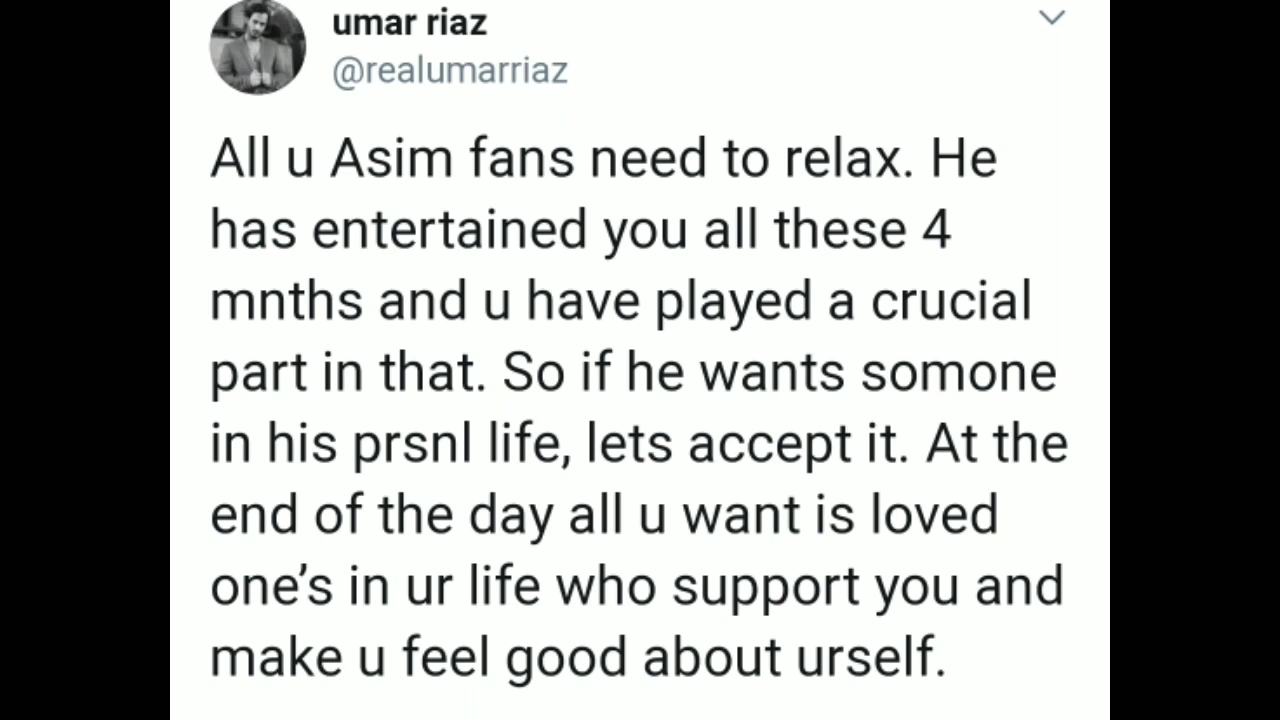 umar riaz
@realumarriaz
All u Asim fans need to relax. He
has entertained you all these 4
mnths and u have played a crucial
part in that. So if he wants somone
in his prsnl life, lets accept it. At the
end of the day all u want is loved
one’s in ur life who support you and
make u feel good about urself.